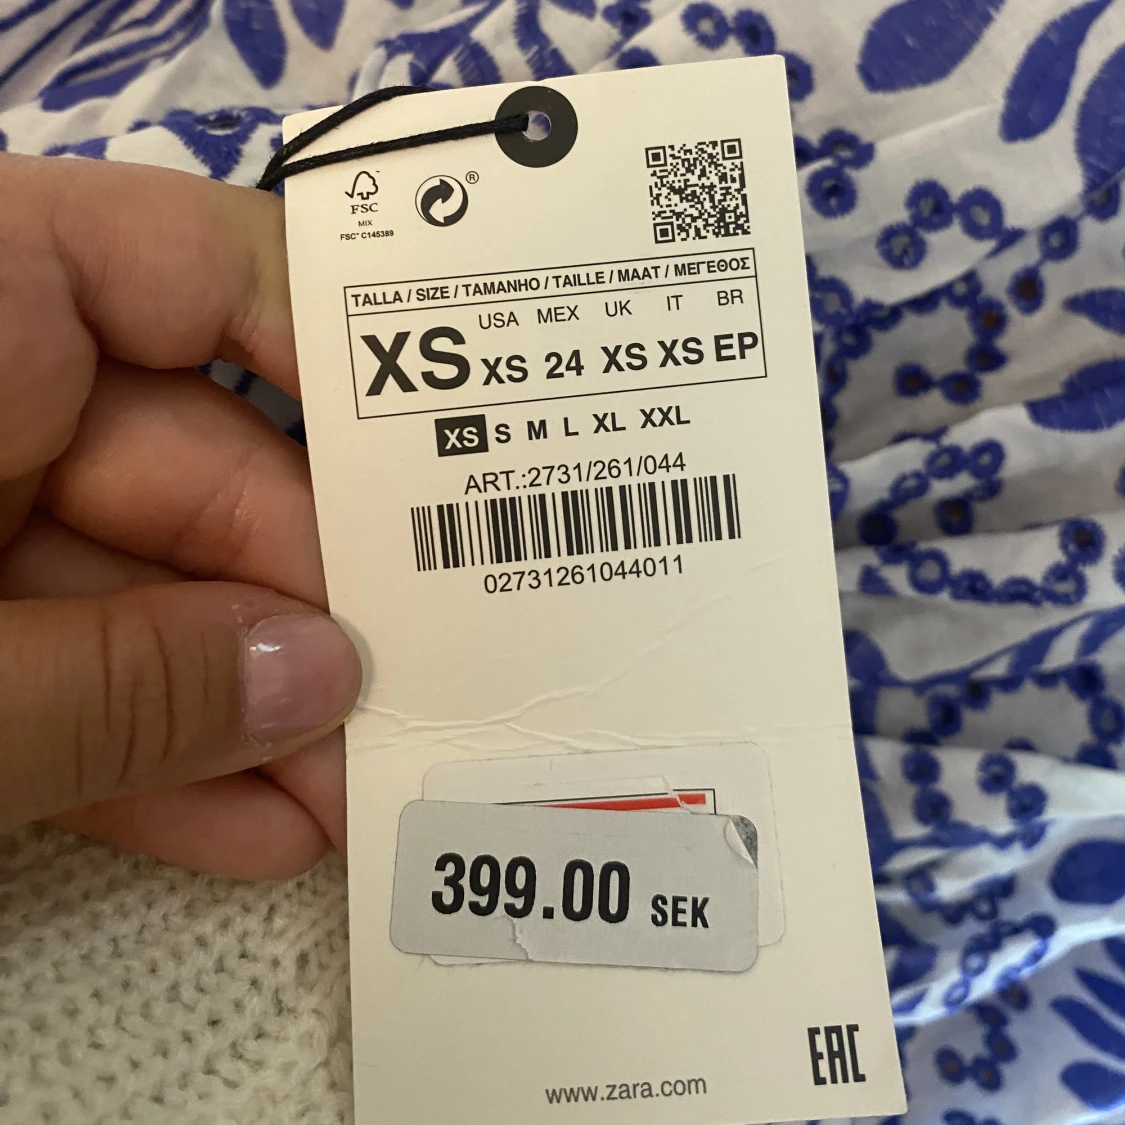 FSC
MIX
FSC™ C145389
®
TALLA / SIZE / TAMANHO / TAILLE / MAAT / ΜΕΓΕΘΟΣ
USA MEX UK IT BR
XS XS 24 XS XS EP
XS S M L XL XXL
ART.:2731/261/044
02731261044011
399.00 SEK
EAC
www.zara.com